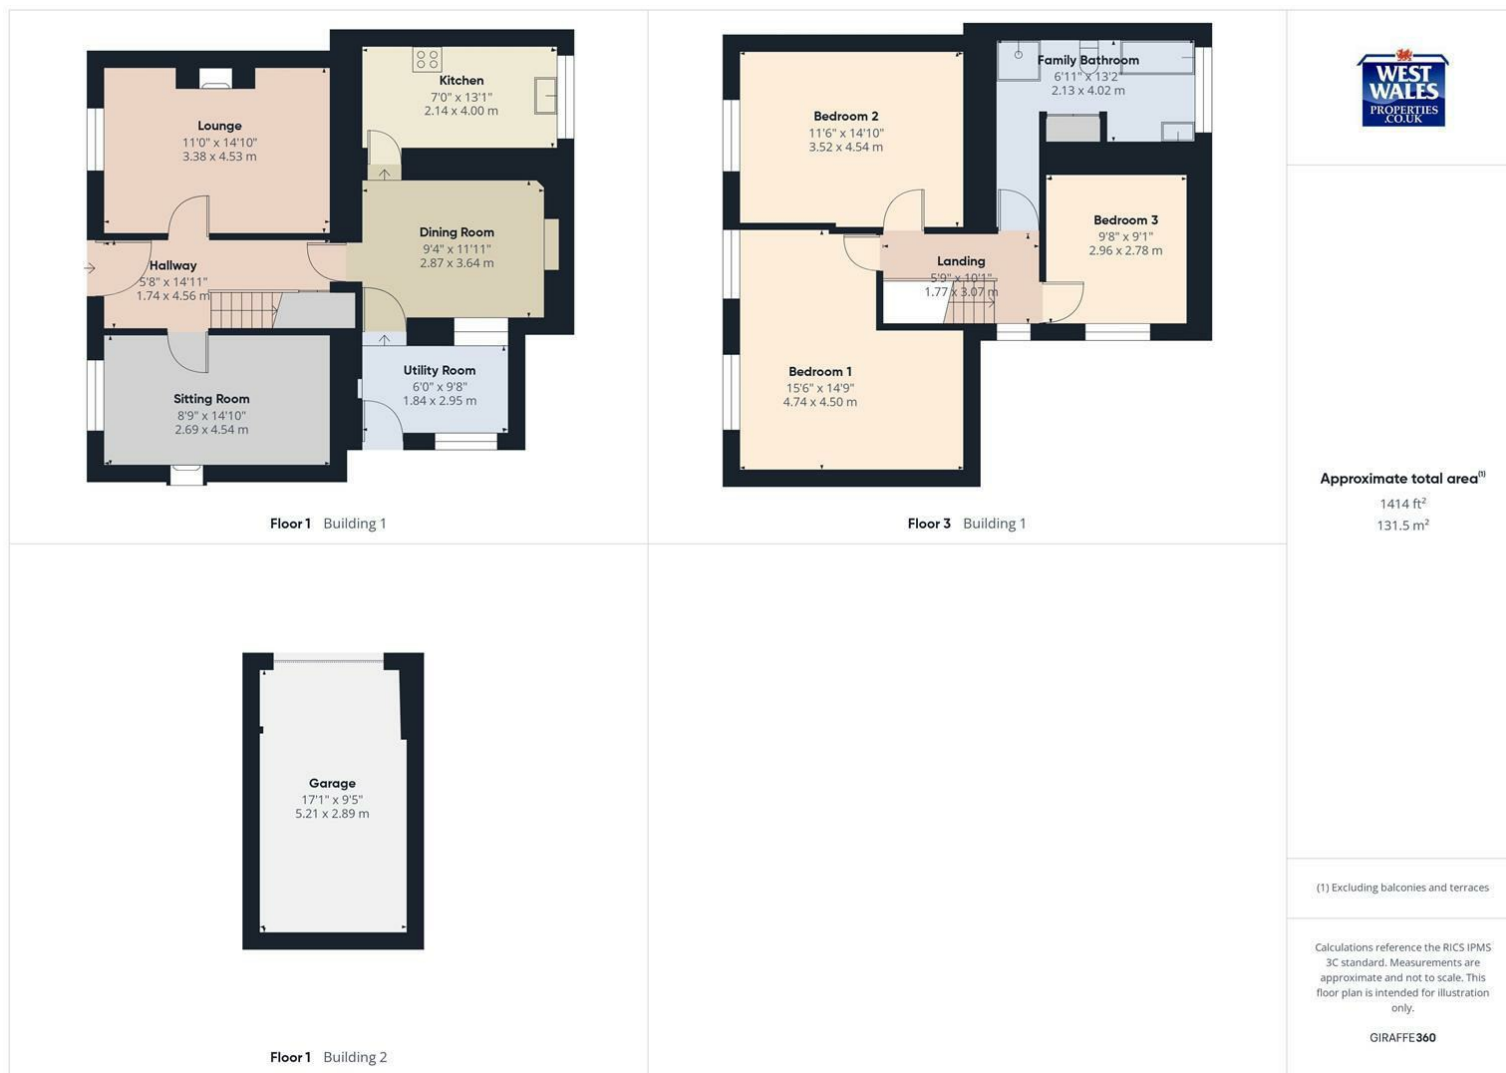 Kitchen
7'0" x 13'1"
2.14 x 4.00 m
Lounge
11'0" x 14'10"
3.38 x 4.53 m
Dining Room
9'4" x 11'11"
2.87 x 3.64 m
Hallway
5'8" x 14'11"
1.74 x 4.56 m
Utility Room
6'0" x 9'8"
1.84 x 2.95 m
Sitting Room
8'9" x 14'10"
2.69 x 4.54 m
Floor 1 Building 1
Family Bathroom
6'11" x 13'2"
2.13 x 4.02 m
Bedroom 2
11'6" x 14'10"
3.52 x 4.54 m
Bedroom 3
9'8" x 9'1"
2.96 x 2.78 m
Landing
5'9" x 10'1"
1.77 x 3.07 m
Bedroom 1
15'6" x 14'9"
4.74 x 4.50 m
Floor 3 Building 1
Garage
17'1" x 9'5"
5.21 x 2.89 m
Floor 1 Building 2
WEST
WALES
PROPERTIES
.CO.UK
Approximate total area(1)
1414 ft²
131.5 m²
(1) Excluding balconies and terraces
Calculations reference the RICS IPMS
3C standard. Measurements are
approximate and not to scale. This
floor plan is intended for illustration
only.
GIRAFFE360